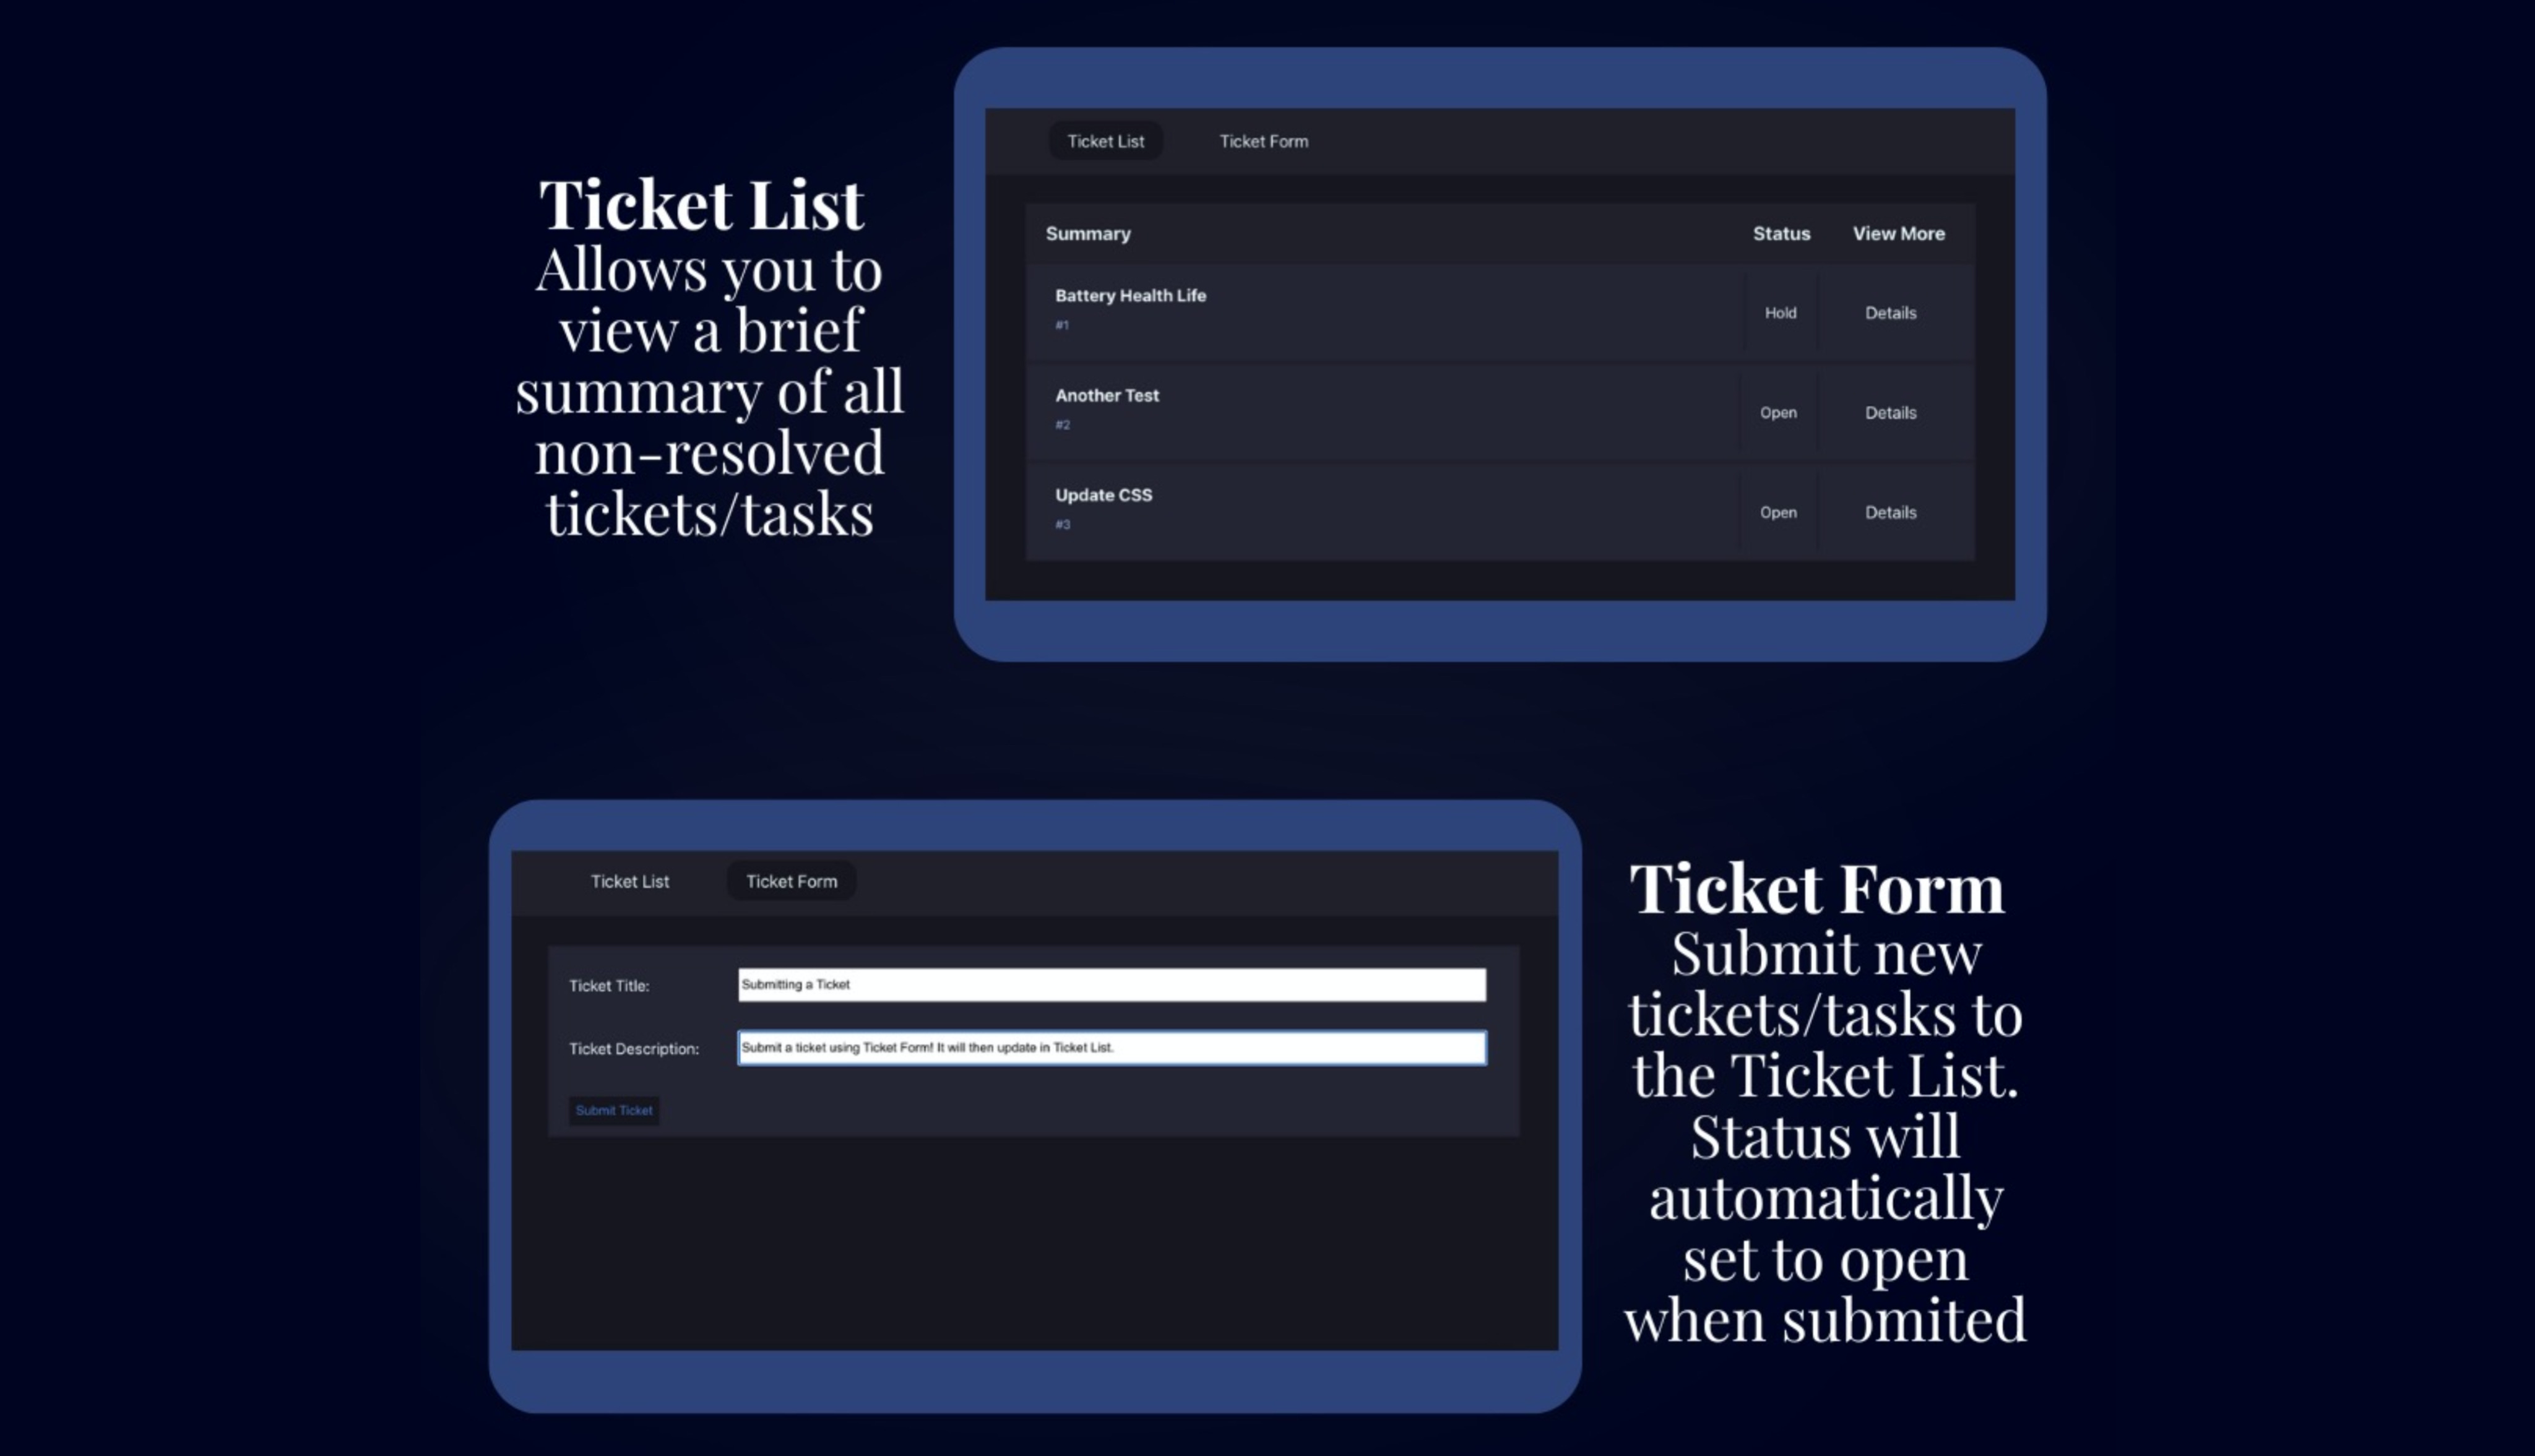 Ticket List
Allows you to
view a brief
summary of all
non-resolved
tickets/tasks
Ticket List Ticket Form
Summary Status View More
Battery Health Life
#1
Hold Details
Another Test
#2
Open Details
Update CSS
#3
Open Details
Ticket List Ticket Form
Ticket Title: Submitting a Ticket
Ticket Description: Submit a ticket using Ticket Form! It will then update in Ticket List.
Submit Ticket
Ticket Form
Submit new
tickets/tasks to
the Ticket List.
Status will
automatically
set to open
when submited